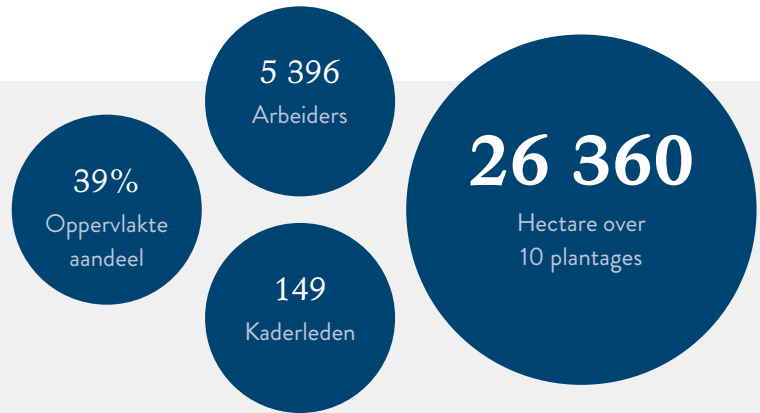 39%
Oppervlakte
aandeel
5 396
Arbeiders
149
Kaderleden
26 360
Hectare over
10 plantages